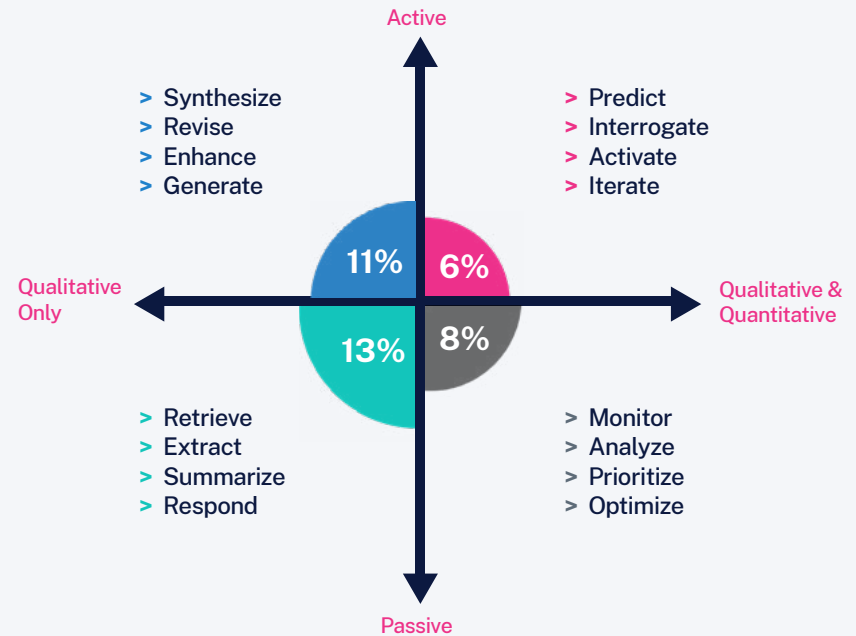 Active
> Synthesize
> Revise
> Enhance
> Generate
> Predict
> Interrogate
> Activate
> Iterate
11%
6%
Qualitative
Only
Qualitative &
Quantitative
13%
8%
> Retrieve
> Extract
> Summarize
> Respond
> Monitor
> Analyze
> Prioritize
> Optimize
Passive